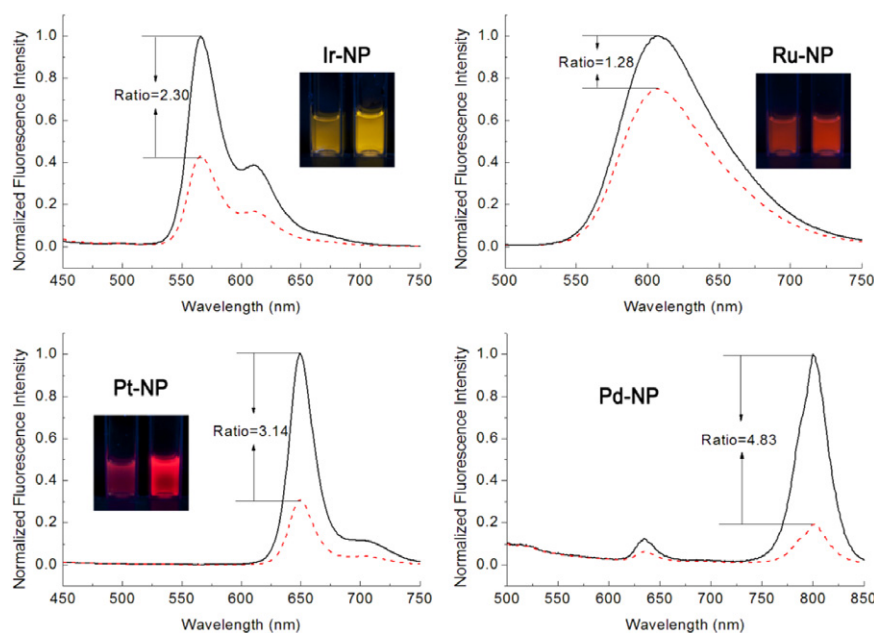 Normalized Fluorescence Intensity
1.0
0.8
0.6
0.4
0.2
0.0
Ratio=2.30
Ir-NP
450 500 550 600 650 700 750
Wavelength (nm)
Normalized Fluorescence Intensity
1.0
0.8
0.6
0.4
0.2
0.0
Ratio=1.28
Ru-NP
500 550 600 650 700 750
Wavelength (nm)
Normalized Fluorescence Intensity
1.0
0.8
0.6
0.4
0.2
0.0
Pt-NP
Ratio=3.14
450 500 550 600 650 700 750
Wavelength (nm)
Normalized Fluorescence Intensity
1.0
0.8
0.6
0.4
0.2
0.0
Pd-NP
Ratio=4.83
500 550 600 650 700 750 800 850
Wavelength (nm)